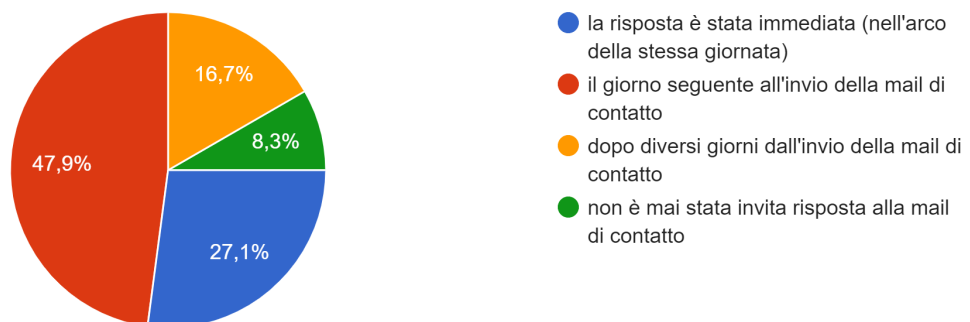 16,7%
8,3%
47,9%
27,1%
la risposta è stata immediata (nell'arco
della stessa giornata)
il giorno seguente all'invio della mail di
contatto
dopo diversi giorni dall'invio della mail di
contatto
non è mai stata invita risposta alla mail
di contatto